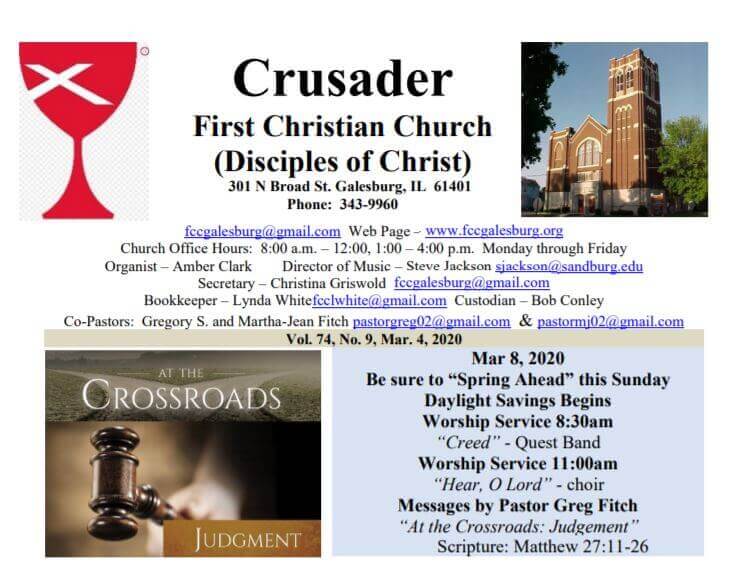 Crusader
First Christian Church
(Disciples of Christ)
301 N Broad St. Galesburg, IL 61401
Phone: 343-9960
fccgalesburg@gmail.com Web Page – www.fccgalesburg.org
Church Office Hours: 8:00 a.m. – 12:00, 1:00 – 4:00 p.m. Monday through Friday
Organist – Amber Clark Director of Music – Steve Jackson sjackson@sandburg.edu
Secretary – Christina Griswold fccgalesburg@gmail.com
Bookkeeper – Lynda Whitefcclwhite@gmail.com Custodian – Bob Conley
Co-Pastors: Gregory S. and Martha-Jean Fitch pastorgreg02@gmail.com & pastormj02@gmail.com
Vol. 74, No. 9, Mar. 4, 2020
AT THE
CROSSROADS
JUDGMENT
Mar 8, 2020
Be sure to “Spring Ahead” this Sunday
Daylight Savings Begins
Worship Service 8:30am
“Creed” - Quest Band
Worship Service 11:00am
“Hear, O Lord” - choir
Messages by Pastor Greg Fitch
“At the Crossroads: Judgement”
Scripture: Matthew 27:11-26